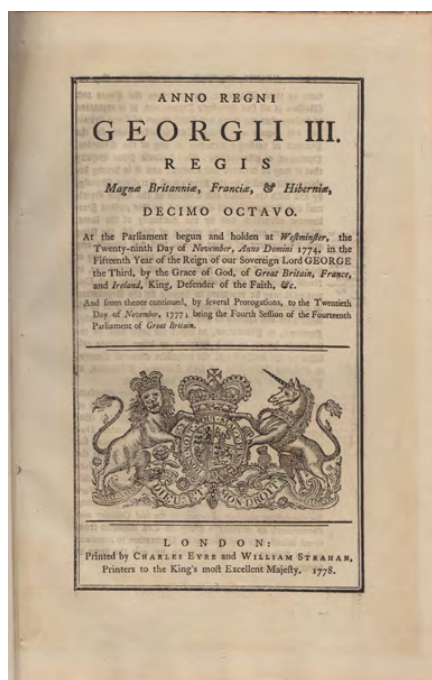 ANNO REGNI
GEORGII III.
REGIS
Magnæ Britanniæ, Franciæ, & Hiberniæ,
DECIMO OCTAVO.
At the Parliament begun and holden at Weſtminſter, the
Twenty-ninth Day of November, Anno Domini 1774, in the
Fifteenth Year of the Reign of our Sovereign Lord GEORGE
the Third, by the Grace of God, of Great Britain, France,
and Ireland, King, Defender of the Faith, &c.
And from thence continued, by ſeveral Prorogations, to the Twentieth
Day of November, 1777; being the Fourth Seſſion of the Fourteenth
Parliament of Great Britain.
DIEU ET MON DROIT
LONDON:
Printed by CHARLES EYRE and WILLIAM STRAHAN,
Printers to the King's moſt Excellent Majeſty. 1778.